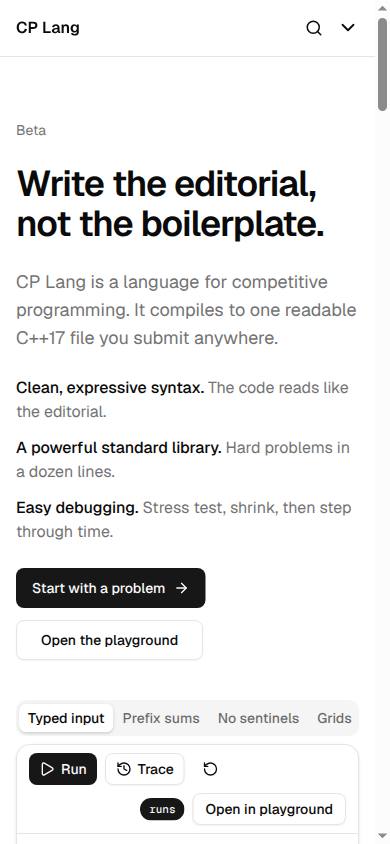 CP Lang
Beta
Write the editorial,
not the boilerplate.
CP Lang is a language for competitive
programming. It compiles to one readable
C++17 file you submit anywhere.
Clean, expressive syntax. The code reads like
the editorial.
A powerful standard library. Hard problems in
a dozen lines.
Easy debugging. Stress test, shrink, then step
through time.
Start with a problem →
Open the playground
Typed input Prefix sums No sentinels Grids
Run Trace
runs Open in playground